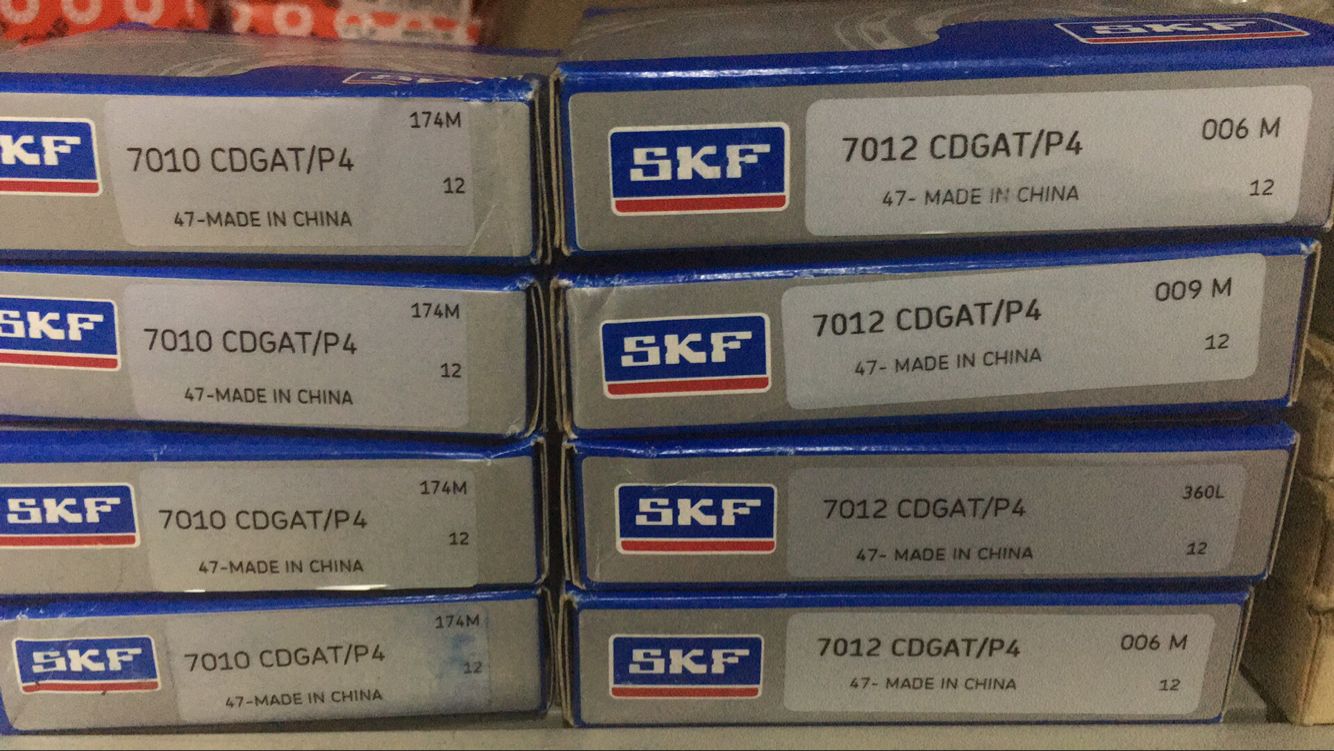 SKF
174M
SKF
7010 CDGAT/P4
12
47-MADE IN CHINA
SKF
174M
7010 CDGAT/P4
12
47-MADE IN CHINA
SKF
174M
7010 CDGAT/P4
12
47-MADE IN CHINA
SKF
174M
7010 CDGAT/P4
12
47-MADE IN CHINA
SKF
SKF
006 M
7012 CDGAT/P4
12
47- MADE IN CHINA
SKF
009 M
7012 CDGAT/P4
12
47- MADE IN CHINA
SKF
360L
7012 CDGAT/P4
12
47- MADE IN CHINA
SKF
006 M
7012 CDGAT/P4
12
47- MADE IN CHINA